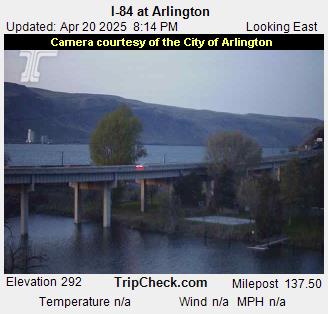 I-84 at Arlington
Updated: Apr 20 2025 8:14 PM Looking East
Camera courtesy of the City of Arlington
Elevation 292 TripCheck.com Milepost 137.50
Temperature n/a Wind n/a MPH n/a